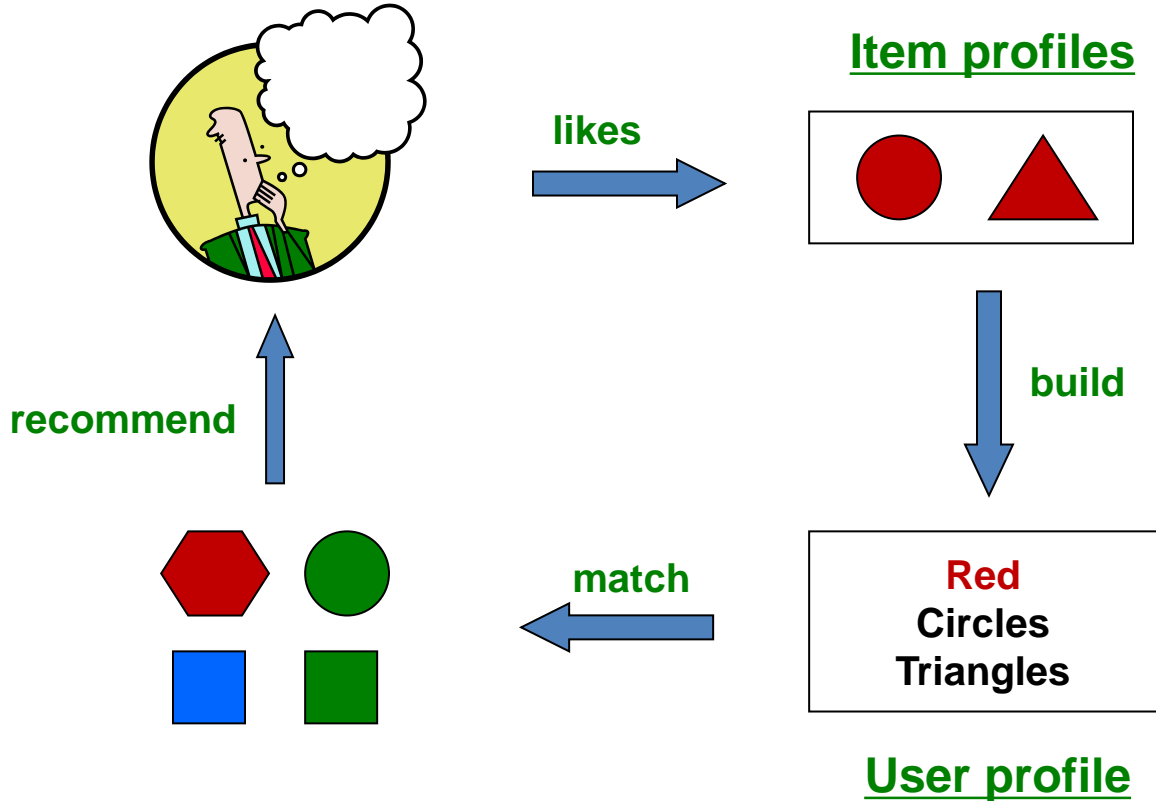 Item profiles
likes
build
recommend
match
Red
Circles
Triangles
User profile